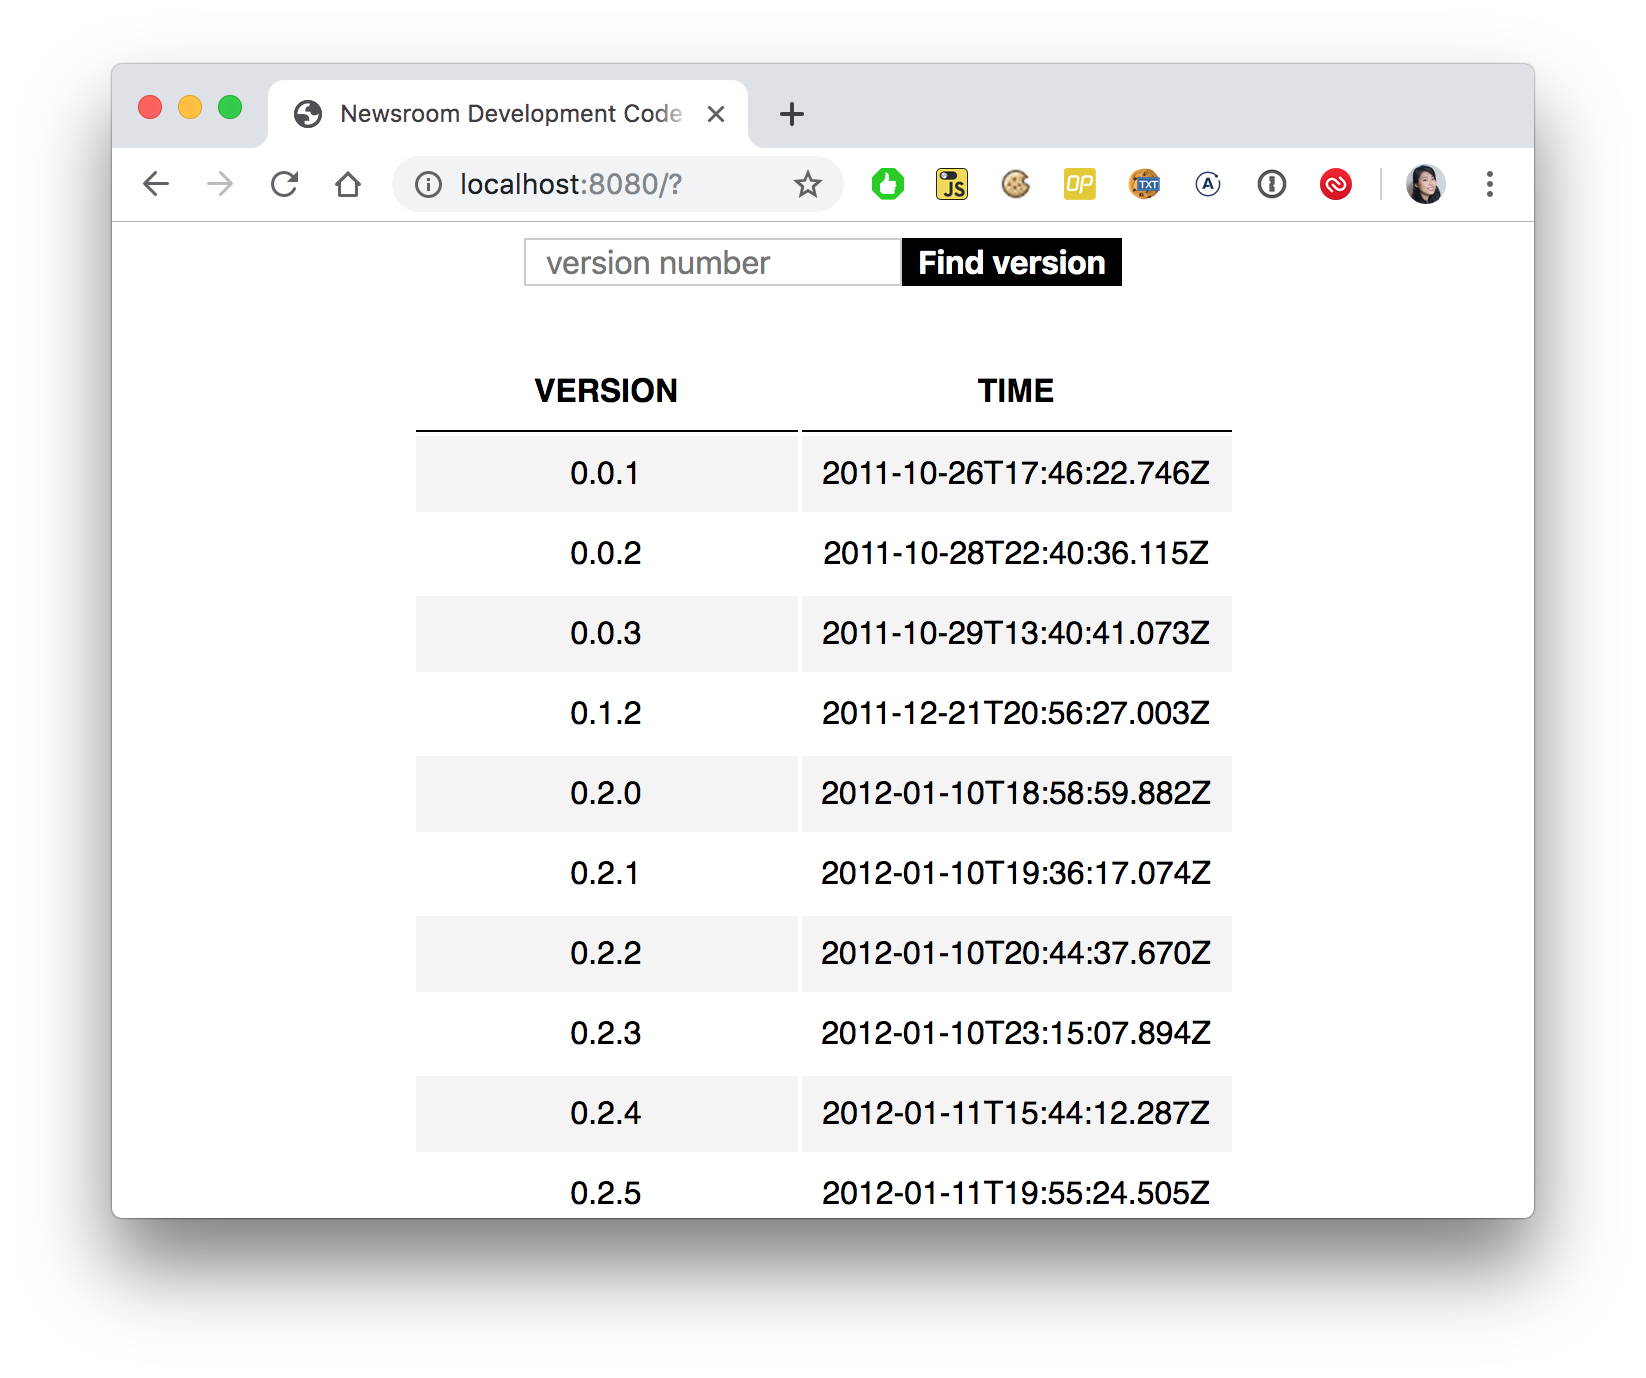 Newsroom Development Code
localhost:8080/?
JS
OP
TXT
A
version number
Find version
VERSION TIME
0.0.1 2011-10-26T17:46:22.746Z
0.0.2 2011-10-28T22:40:36.115Z
0.0.3 2011-10-29T13:40:41.073Z
0.1.2 2011-12-21T20:56:27.003Z
0.2.0 2012-01-10T18:58:59.882Z
0.2.1 2012-01-10T19:36:17.074Z
0.2.2 2012-01-10T20:44:37.670Z
0.2.3 2012-01-10T23:15:07.894Z
0.2.4 2012-01-11T15:44:12.287Z
0.2.5 2012-01-11T19:55:24.505Z